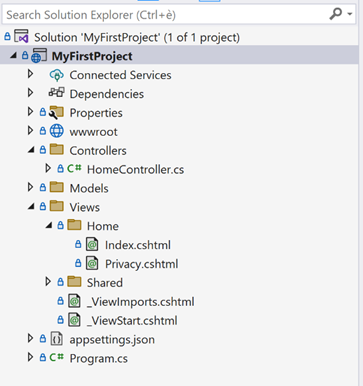 Search Solution Explorer (Ctrl+è)
Solution 'MyFirstProject' (1 of 1 project)
MyFirstProject
Connected Services
Dependencies
Properties
wwwroot
Controllers
C# HomeController.cs
Models
Views
Home
Index.cshtml
Privacy.cshtml
Shared
_ViewImports.cshtml
_ViewStart.cshtml
appsettings.json
C# Program.cs